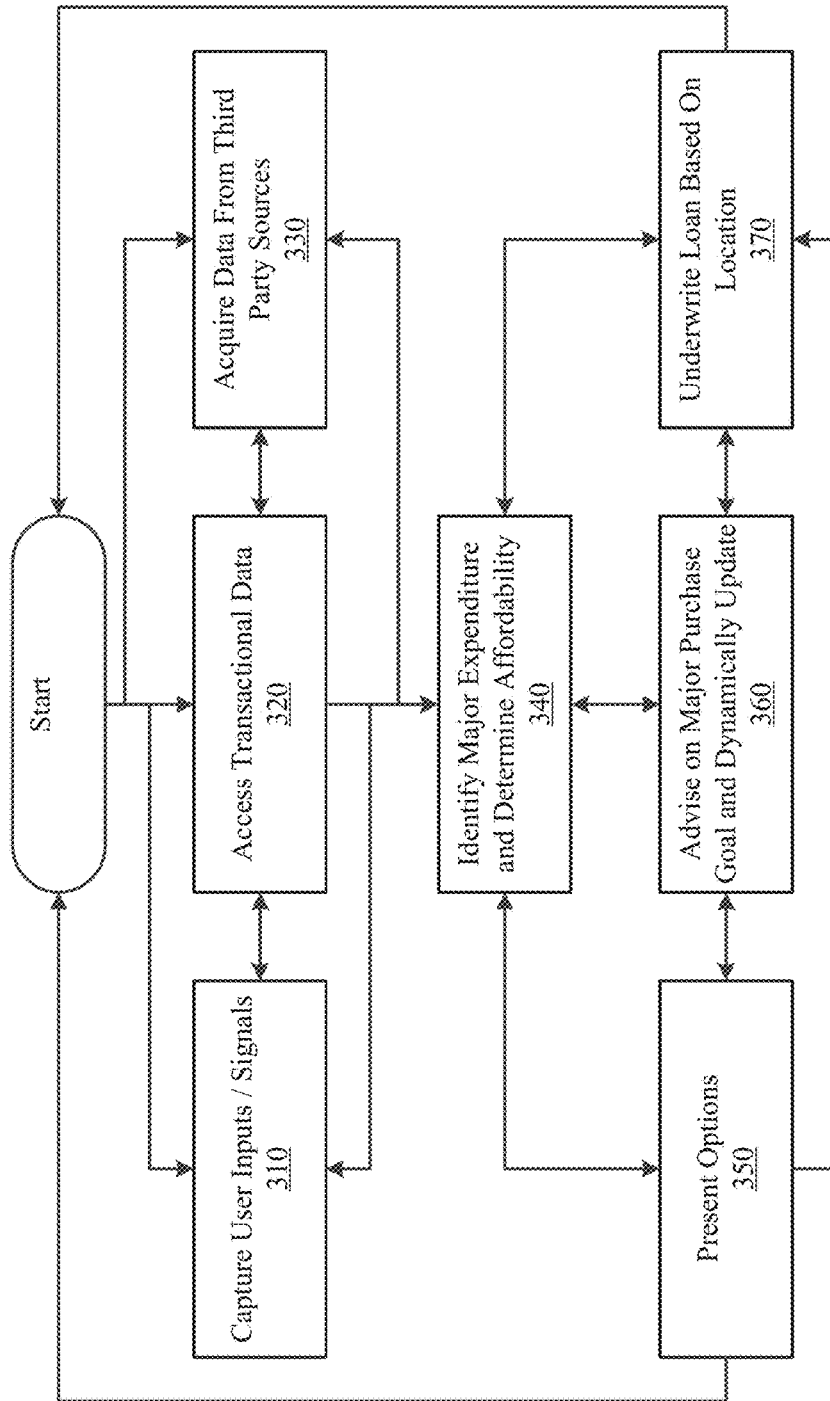 Start
Capture User Inputs / Signals
310
Access Transactional Data
320
Acquire Data From Third
Party Sources
330
Identify Major Expenditure
and Determine Affordability
340
Present Options
350
Advise on Major Purchase
Goal and Dynamically Update
360
Underwrite Loan Based On
Location
370